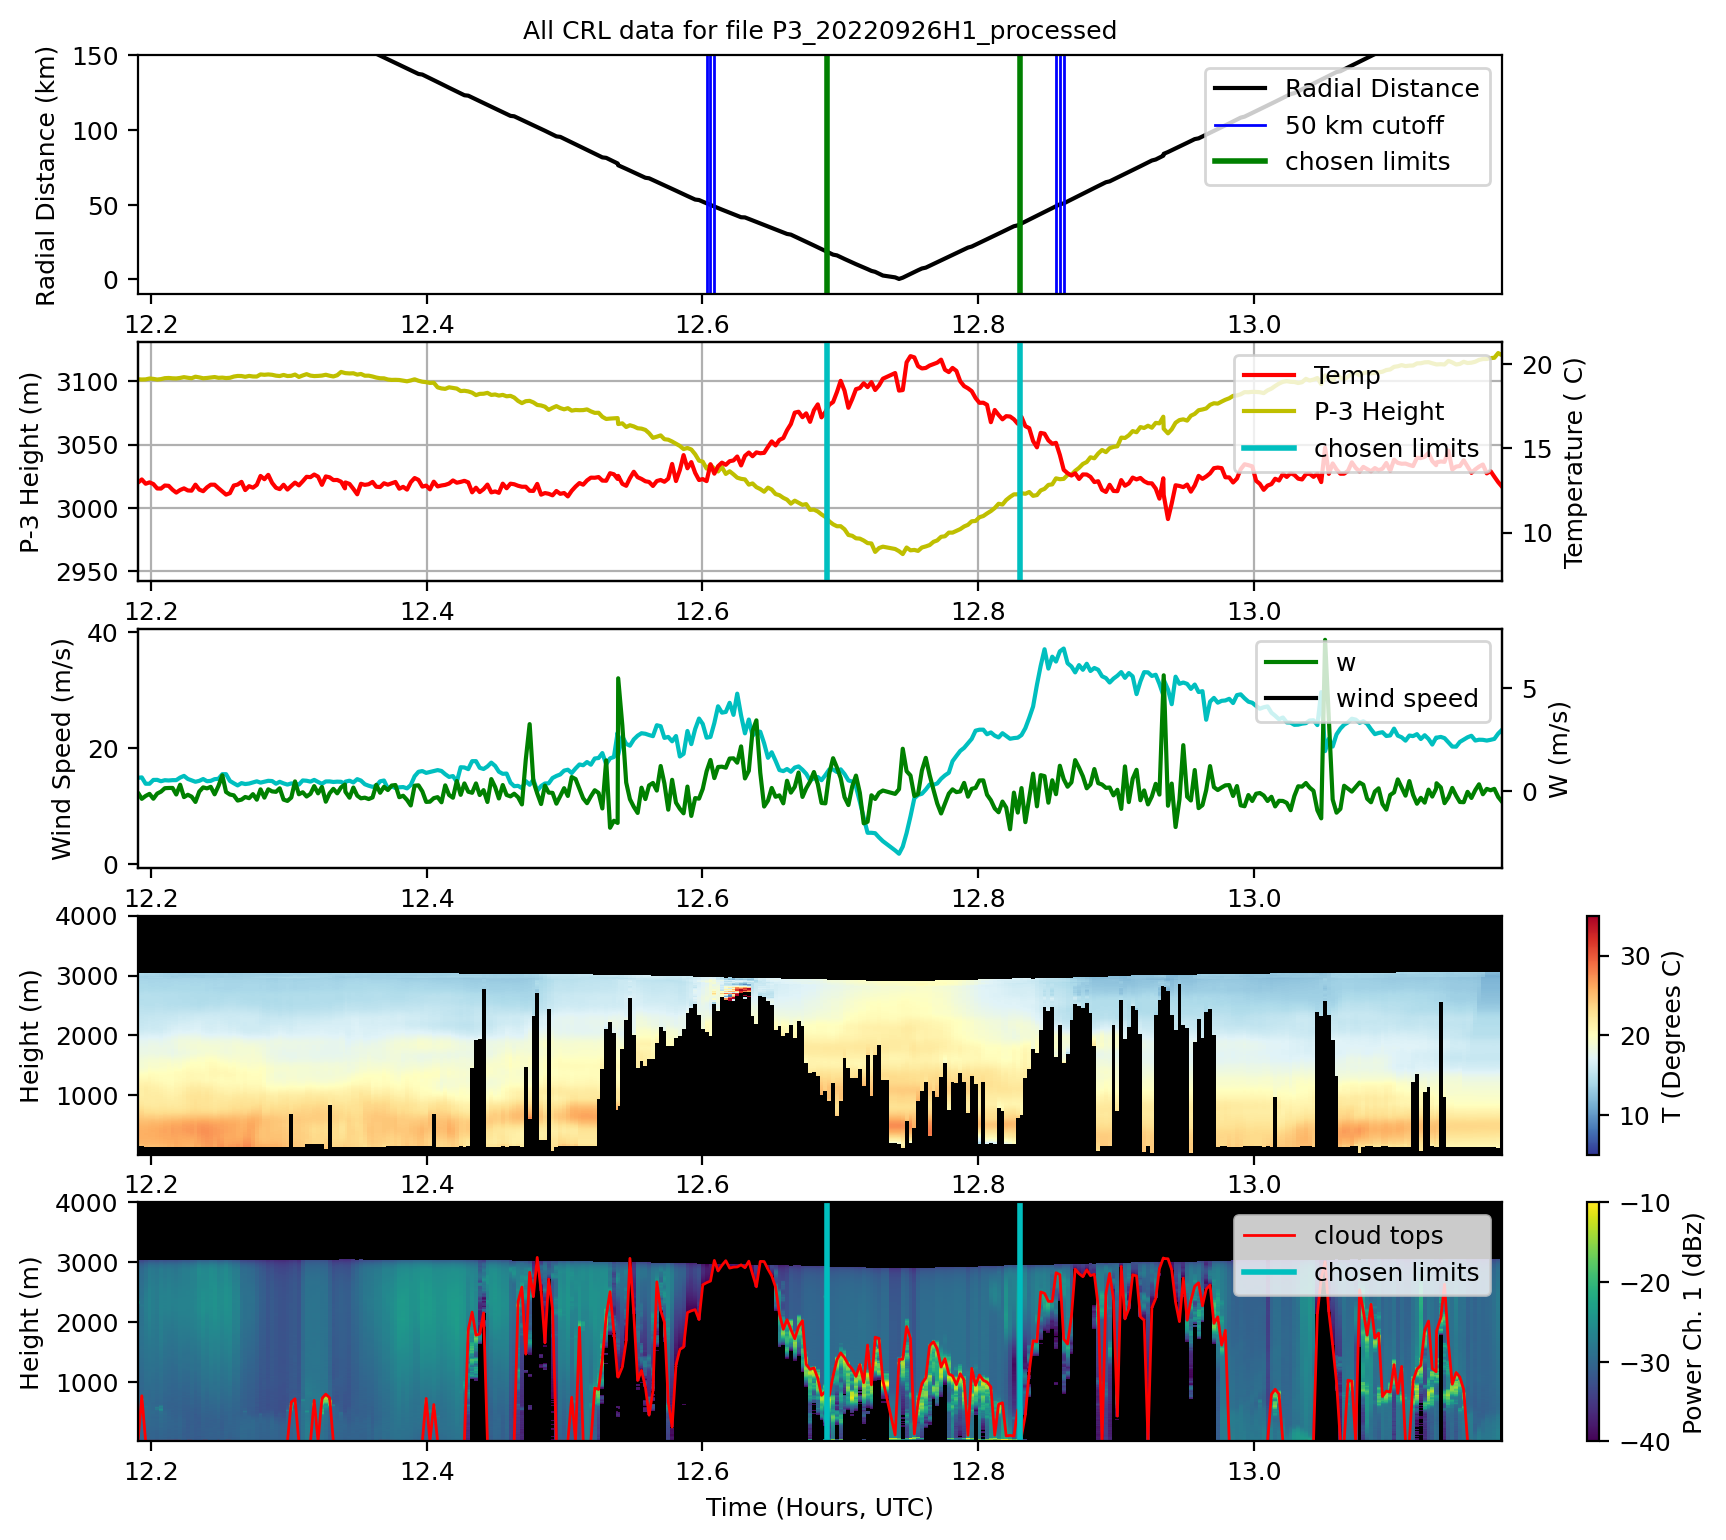 All CRL data for file P3_20220926H1_processed
150
100
50
0
Radial Distance (km)
Radial Distance
50 km cutoff
chosen limits
12.2 12.4 12.6 12.8 13.0
3100
3050
3000
2950
P-3 Height (m)
Temp
P-3 Height
chosen limits
20
15
10
Temperature ( C)
12.2 12.4 12.6 12.8 13.0
40
20
0
Wind Speed (m/s)
w
wind speed
5
0
W (m/s)
12.2 12.4 12.6 12.8 13.0
4000
3000
2000
1000
Height (m)
30
20
10
T (Degrees C)
12.2 12.4 12.6 12.8 13.0
4000
3000
2000
1000
Height (m)
cloud tops
chosen limits
−10
−20
−30
−40
Power Ch. 1 (dBz)
12.2 12.4 12.6 12.8 13.0
Time (Hours, UTC)